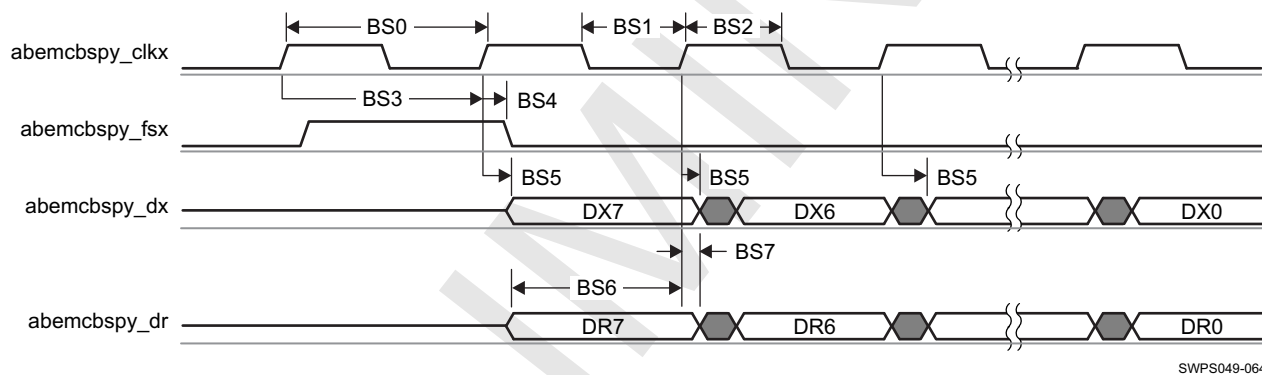 BS0 BS1 BS2
abemcbspy_clkx
BS3 BS4
abemcbspy_fsx
BS5 BS5 BS5
abemcbspy_dx
DX7 DX6 DX0
BS7
BS6
abemcbspy_dr
DR7 DR6 DR0
SWPS049-064